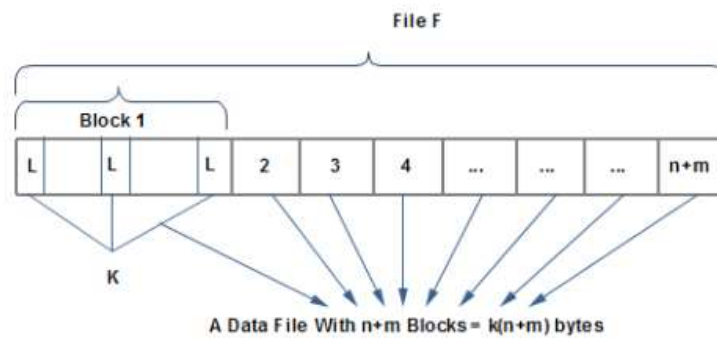 File F
Block 1
L L L 2 3 4 ... ... ... n+m
K
A Data File With n+m Blocks = k(n+m) bytes